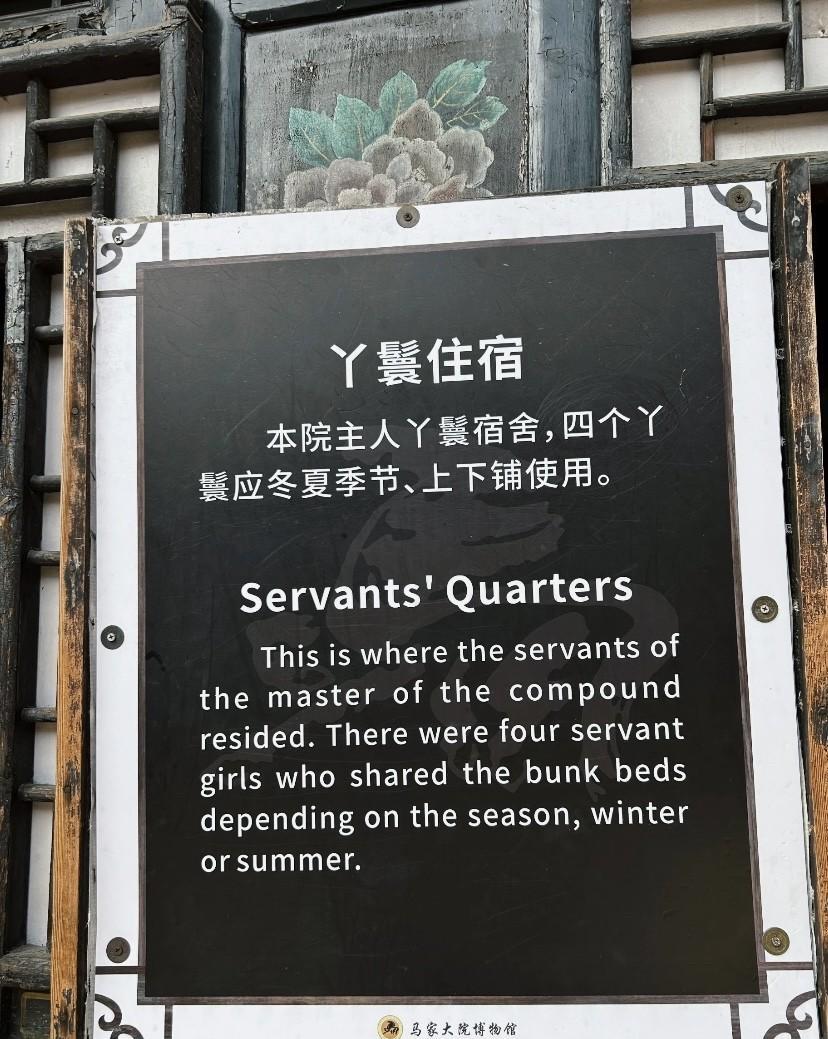 丫鬟住宿
本院主人丫鬟宿舍，四个丫
鬟应冬夏季节、上下铺使用。
Servants' Quarters
This is where the servants of
the master of the compound
resided. There were four servant
girls who shared the bunk beds
depending on the season, winter
or summer.
马家大院博物馆